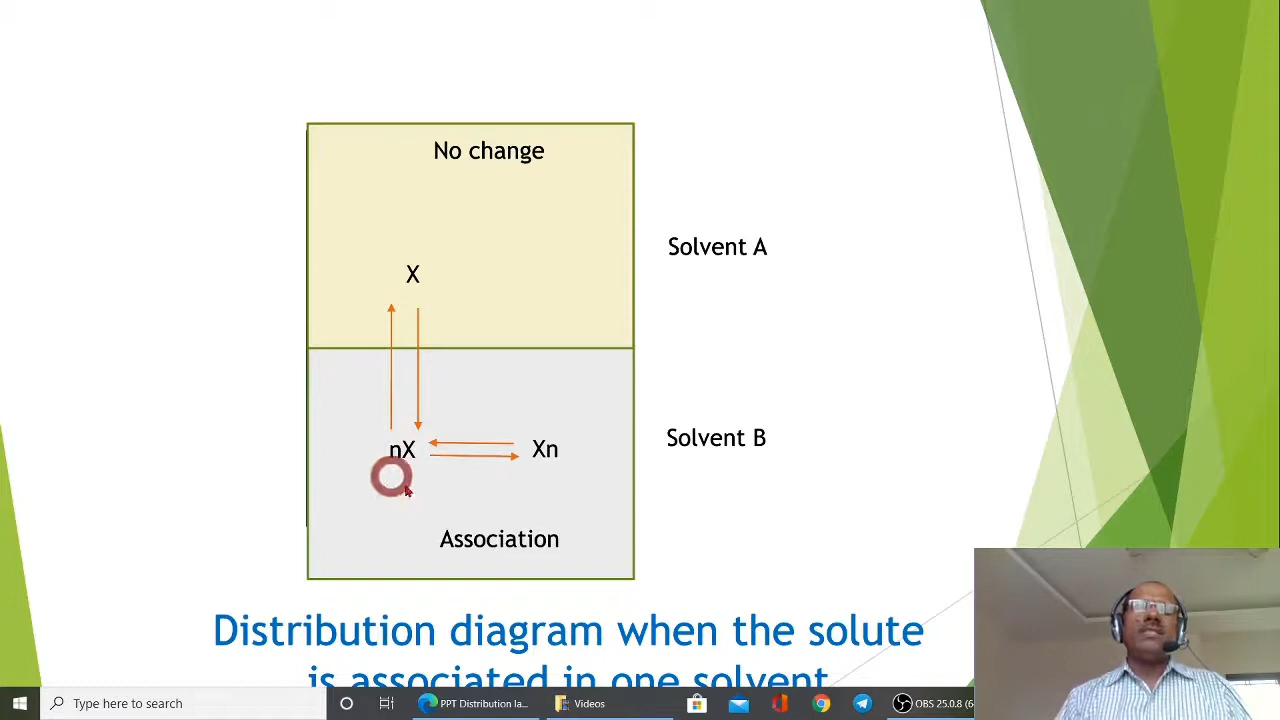 No change
Solvent A
X
Solvent B
nX
Xn
Association
Distribution diagram when the solute
is associated in one solvent
Type here to search
PPT Distribution la...
Videos
OBS 25.0.8 (6